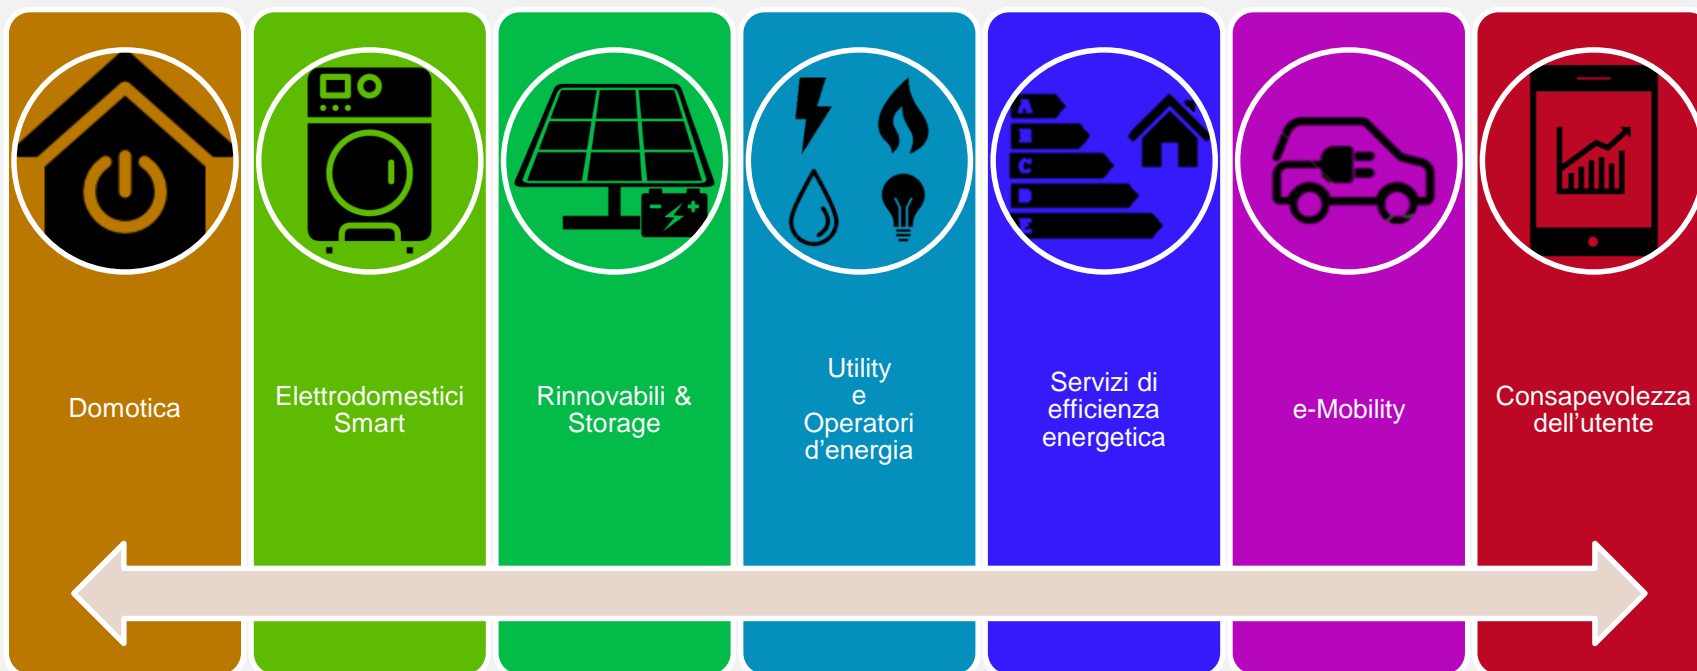 Domotica
Elettrodomestici
Smart
Rinnovabili &
Storage
Utility
e
Operatori
d’energia
A
B
C
D
E
Servizi di
efficienza
energetica
e-Mobility
Consapevolezza
dell’utente